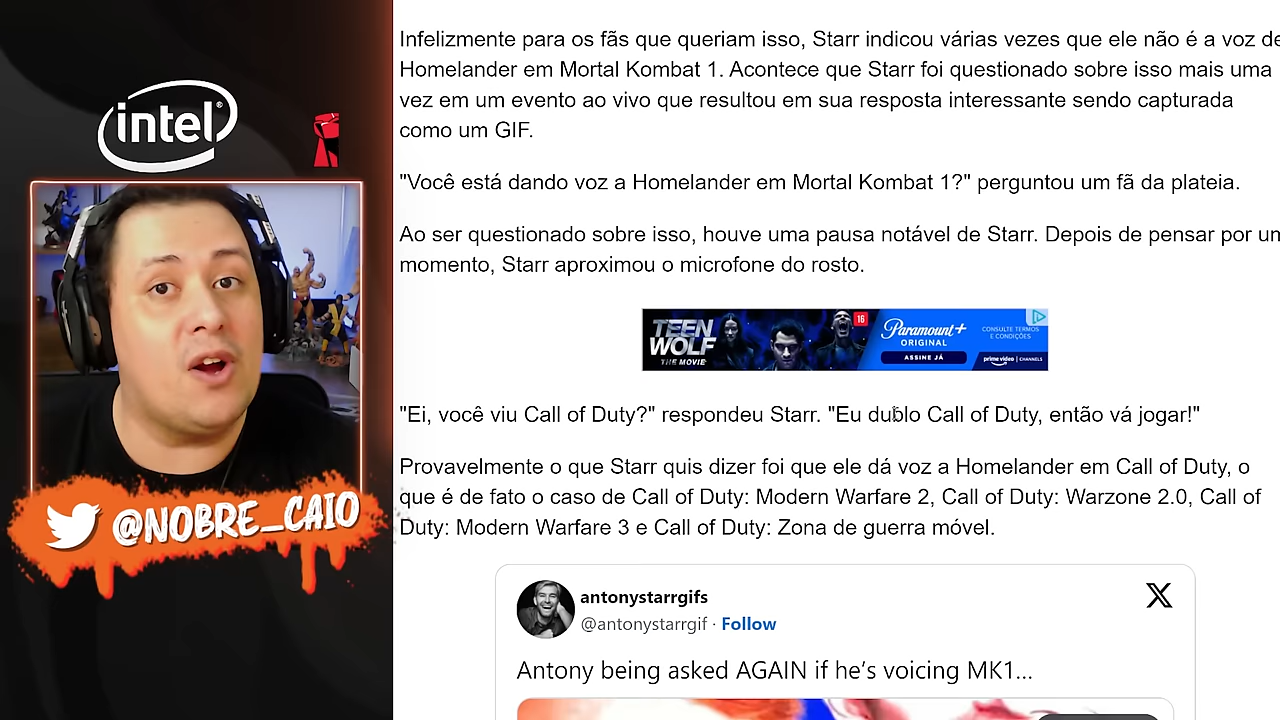 intel
@NOBRE_CAIO
Infelizmente para os fãs que queriam isso, Starr indicou várias vezes que ele não é a voz de
Homelander em Mortal Kombat 1. Acontece que Starr foi questionado sobre isso mais uma
vez em um evento ao vivo que resultou em sua resposta interessante sendo capturada
como um GIF.
"Você está dando voz a Homelander em Mortal Kombat 1?" perguntou um fã da plateia.
Ao ser questionado sobre isso, houve uma pausa notável de Starr. Depois de pensar por um
momento, Starr aproximou o microfone do rosto.
TEEN
WOLF
THE MOVIE
16
Paramount+
ORIGINAL
ASSINE JÁ
CONSULTE TERMOS
E CONDIÇÕES
prime video | CHANNELS
"Ei, você viu Call of Duty?" respondeu Starr. "Eu dublo Call of Duty, então vá jogar!"
Provavelmente o que Starr quis dizer foi que ele dá voz a Homelander em Call of Duty, o
que é de fato o caso de Call of Duty: Modern Warfare 2, Call of Duty: Warzone 2.0, Call of
Duty: Modern Warfare 3 e Call of Duty: Zona de guerra móvel.
antonystarrgifs
@antonystarrgif · Follow
Antony being asked AGAIN if he's voicing MK1...